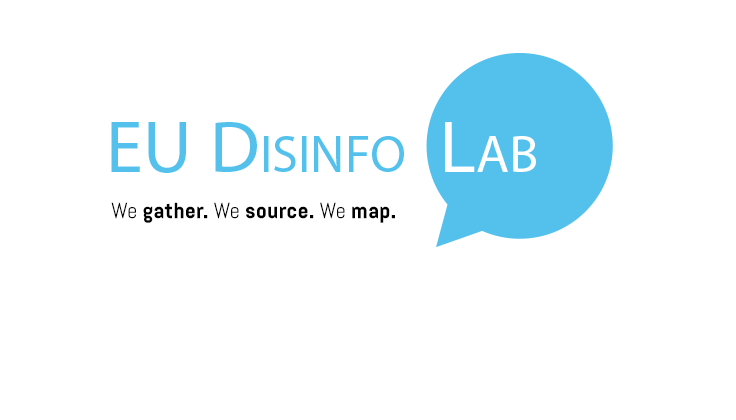 EU DISINFO LAB
We gather. We source. We map.